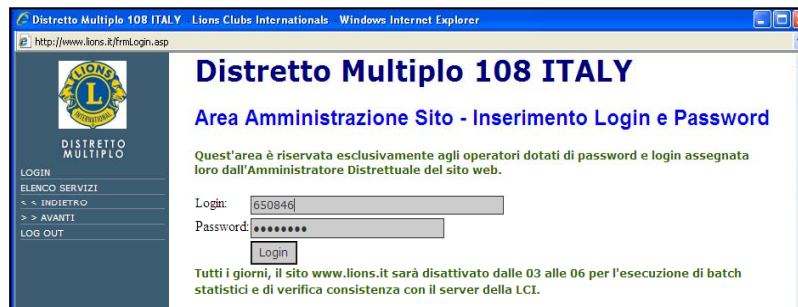 Distretto Multiplo 108 ITALY - Lions Clubs Internationals - Windows Internet Explorer
http://www.lions.it/frmLogin.asp
LIONS
L
INTERNATIONAL
DISTRETTO
MULTIPLO
LOGIN
ELENCO SERVIZI
< < INDIETRO
> > AVANTI
LOG OUT
Distretto Multiplo 108 ITALY
Area Amministrazione Sito - Inserimento Login e Password
Quest'area è riservata esclusivamente agli operatori dotati di password e login assegnata
loro dall'Amministratore Distrettuale del sito web.
Login: 650846
Password: ●●●●●●●●
Login
Tutti i giorni, il sito www.lions.it sarà disattivato dalle 03 alle 06 per l'esecuzione di batch
statistici e di verifica consistenza con il server della LCI.